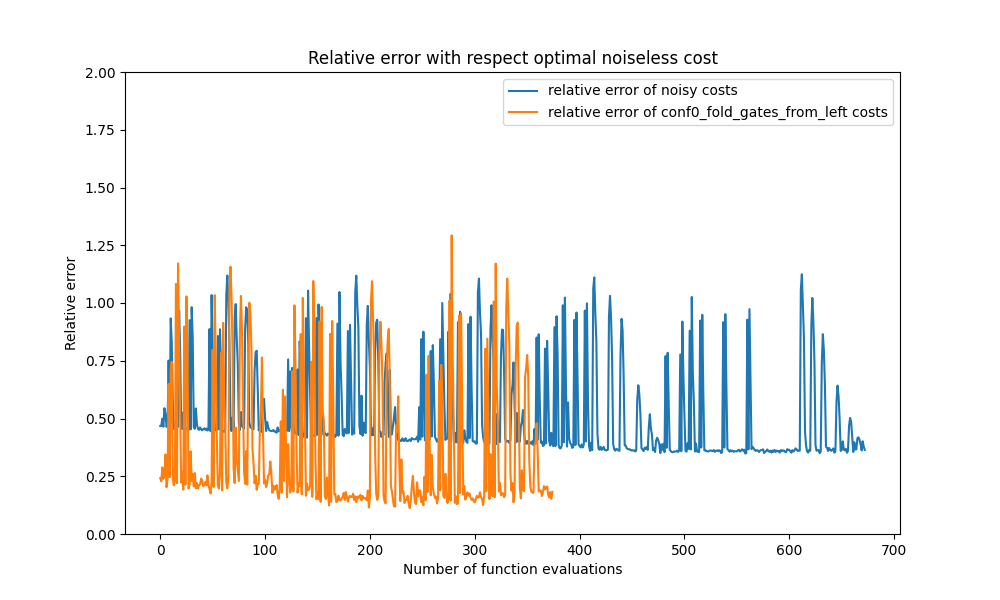 Relative error with respect optimal noiseless cost
relative error of noisy costs
relative error of conf0_fold_gates_from_left costs
2.00
1.75
1.50
1.25
1.00
0.75
0.50
0.25
0.00
Relative error
0 100 200 300 400 500 600 700
Number of function evaluations